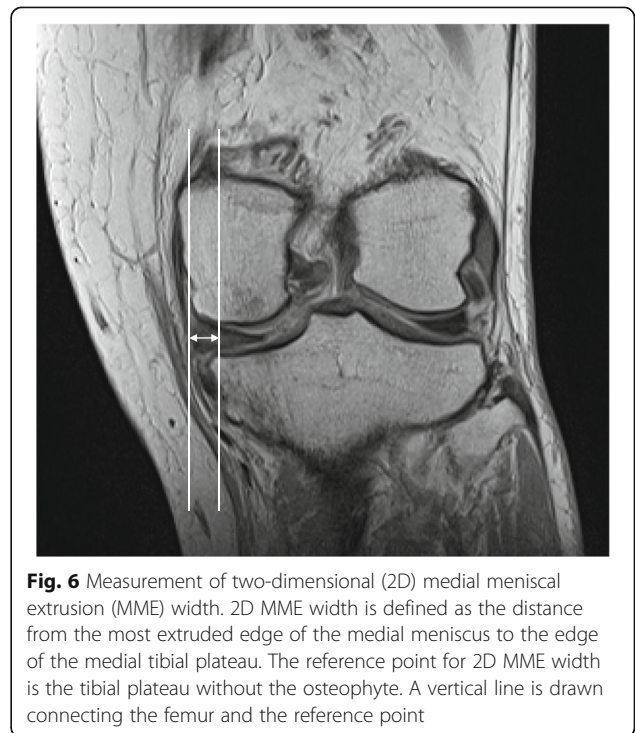 Fig. 6 Measurement of two-dimensional (2D) medial meniscal
extrusion (MME) width. 2D MME width is defined as the distance
from the most extruded edge of the medial meniscus to the edge
of the medial tibial plateau. The reference point for 2D MME width
is the tibial plateau without the osteophyte. A vertical line is drawn
connecting the femur and the reference point